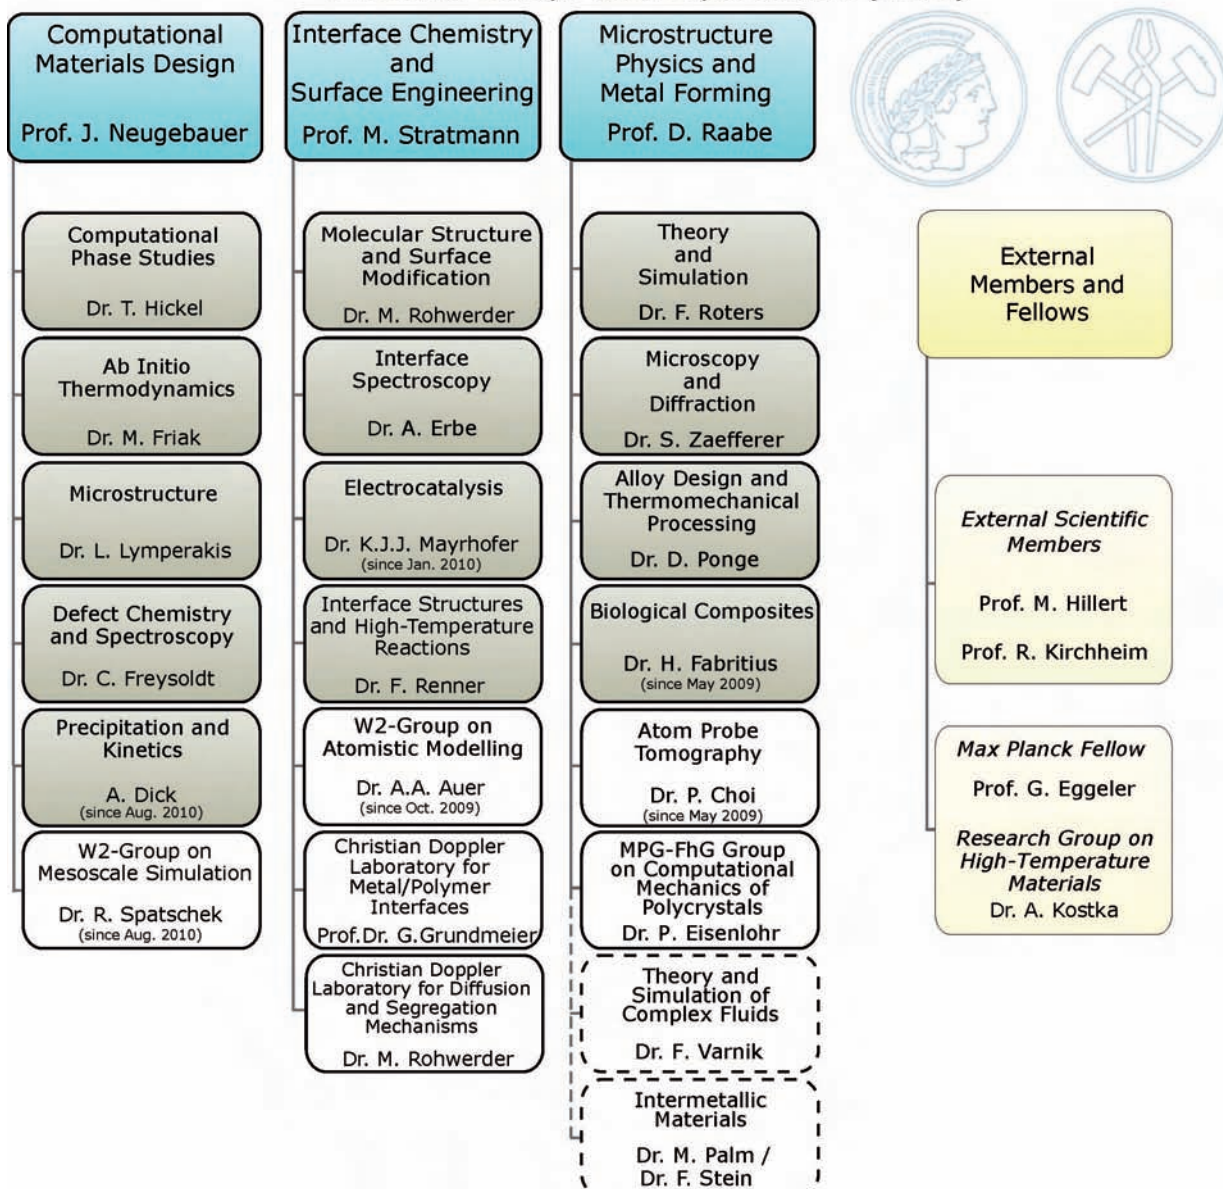 Computational
Materials Design
Prof. J. Neugebauer
Computational
Phase Studies
Dr. T. Hickel
Ab Initio
Thermodynamics
Dr. M. Friak
Microstructure
Dr. L. Lymperakis
Defect Chemistry
and Spectroscopy
Dr. C. Freysoldt
Precipitation and
Kinetics
A. Dick
(since Aug. 2010)
W2-Group on
Mesoscale Simulation
Dr. R. Spatschek
(since Aug. 2010)
Interface Chemistry
and
Surface Engineering
Prof. M. Stratmann
Molecular Structure
and Surface
Modification
Dr. M. Rohwerder
Interface
Spectroscopy
Dr. A. Erbe
Electrocatalysis
Dr. K.J.J. Mayrhofer
(since Jan. 2010)
Interface Structures
and High-Temperature
Reactions
Dr. F. Renner
W2-Group on
Atomistic Modelling
Dr. A.A. Auer
(since Oct. 2009)
Christian Doppler
Laboratory for
Metal/Polymer
Interfaces
Prof.Dr. G.Grundmeier
Christian Doppler
Laboratory for Diffusion
and Segregation
Mechanisms
Dr. M. Rohwerder
Microstructure
Physics and
Metal Forming
Prof. D. Raabe
Theory
and
Simulation
Dr. F. Roters
Microscopy
and
Diffraction
Dr. S. Zaefferer
Alloy Design and
Thermomechanical
Processing
Dr. D. Ponge
Biological Composites
Dr. H. Fabritius
(since May 2009)
Atom Probe
Tomography
Dr. P. Choi
(since May 2009)
MPG-FhG Group
on Computational
Mechanics of
Polycrystals
Dr. P. Eisenlohr
Theory and
Simulation of
Complex Fluids
Dr. F. Varnik
Intermetallic
Materials
Dr. M. Palm /
Dr. F. Stein
External
Members and
Fellows
External Scientific
Members
Prof. M. Hillert
Prof. R. Kirchheim
Max Planck Fellow
Prof. G. Eggeler
Research Group on
High-Temperature
Materials
Dr. A. Kostka